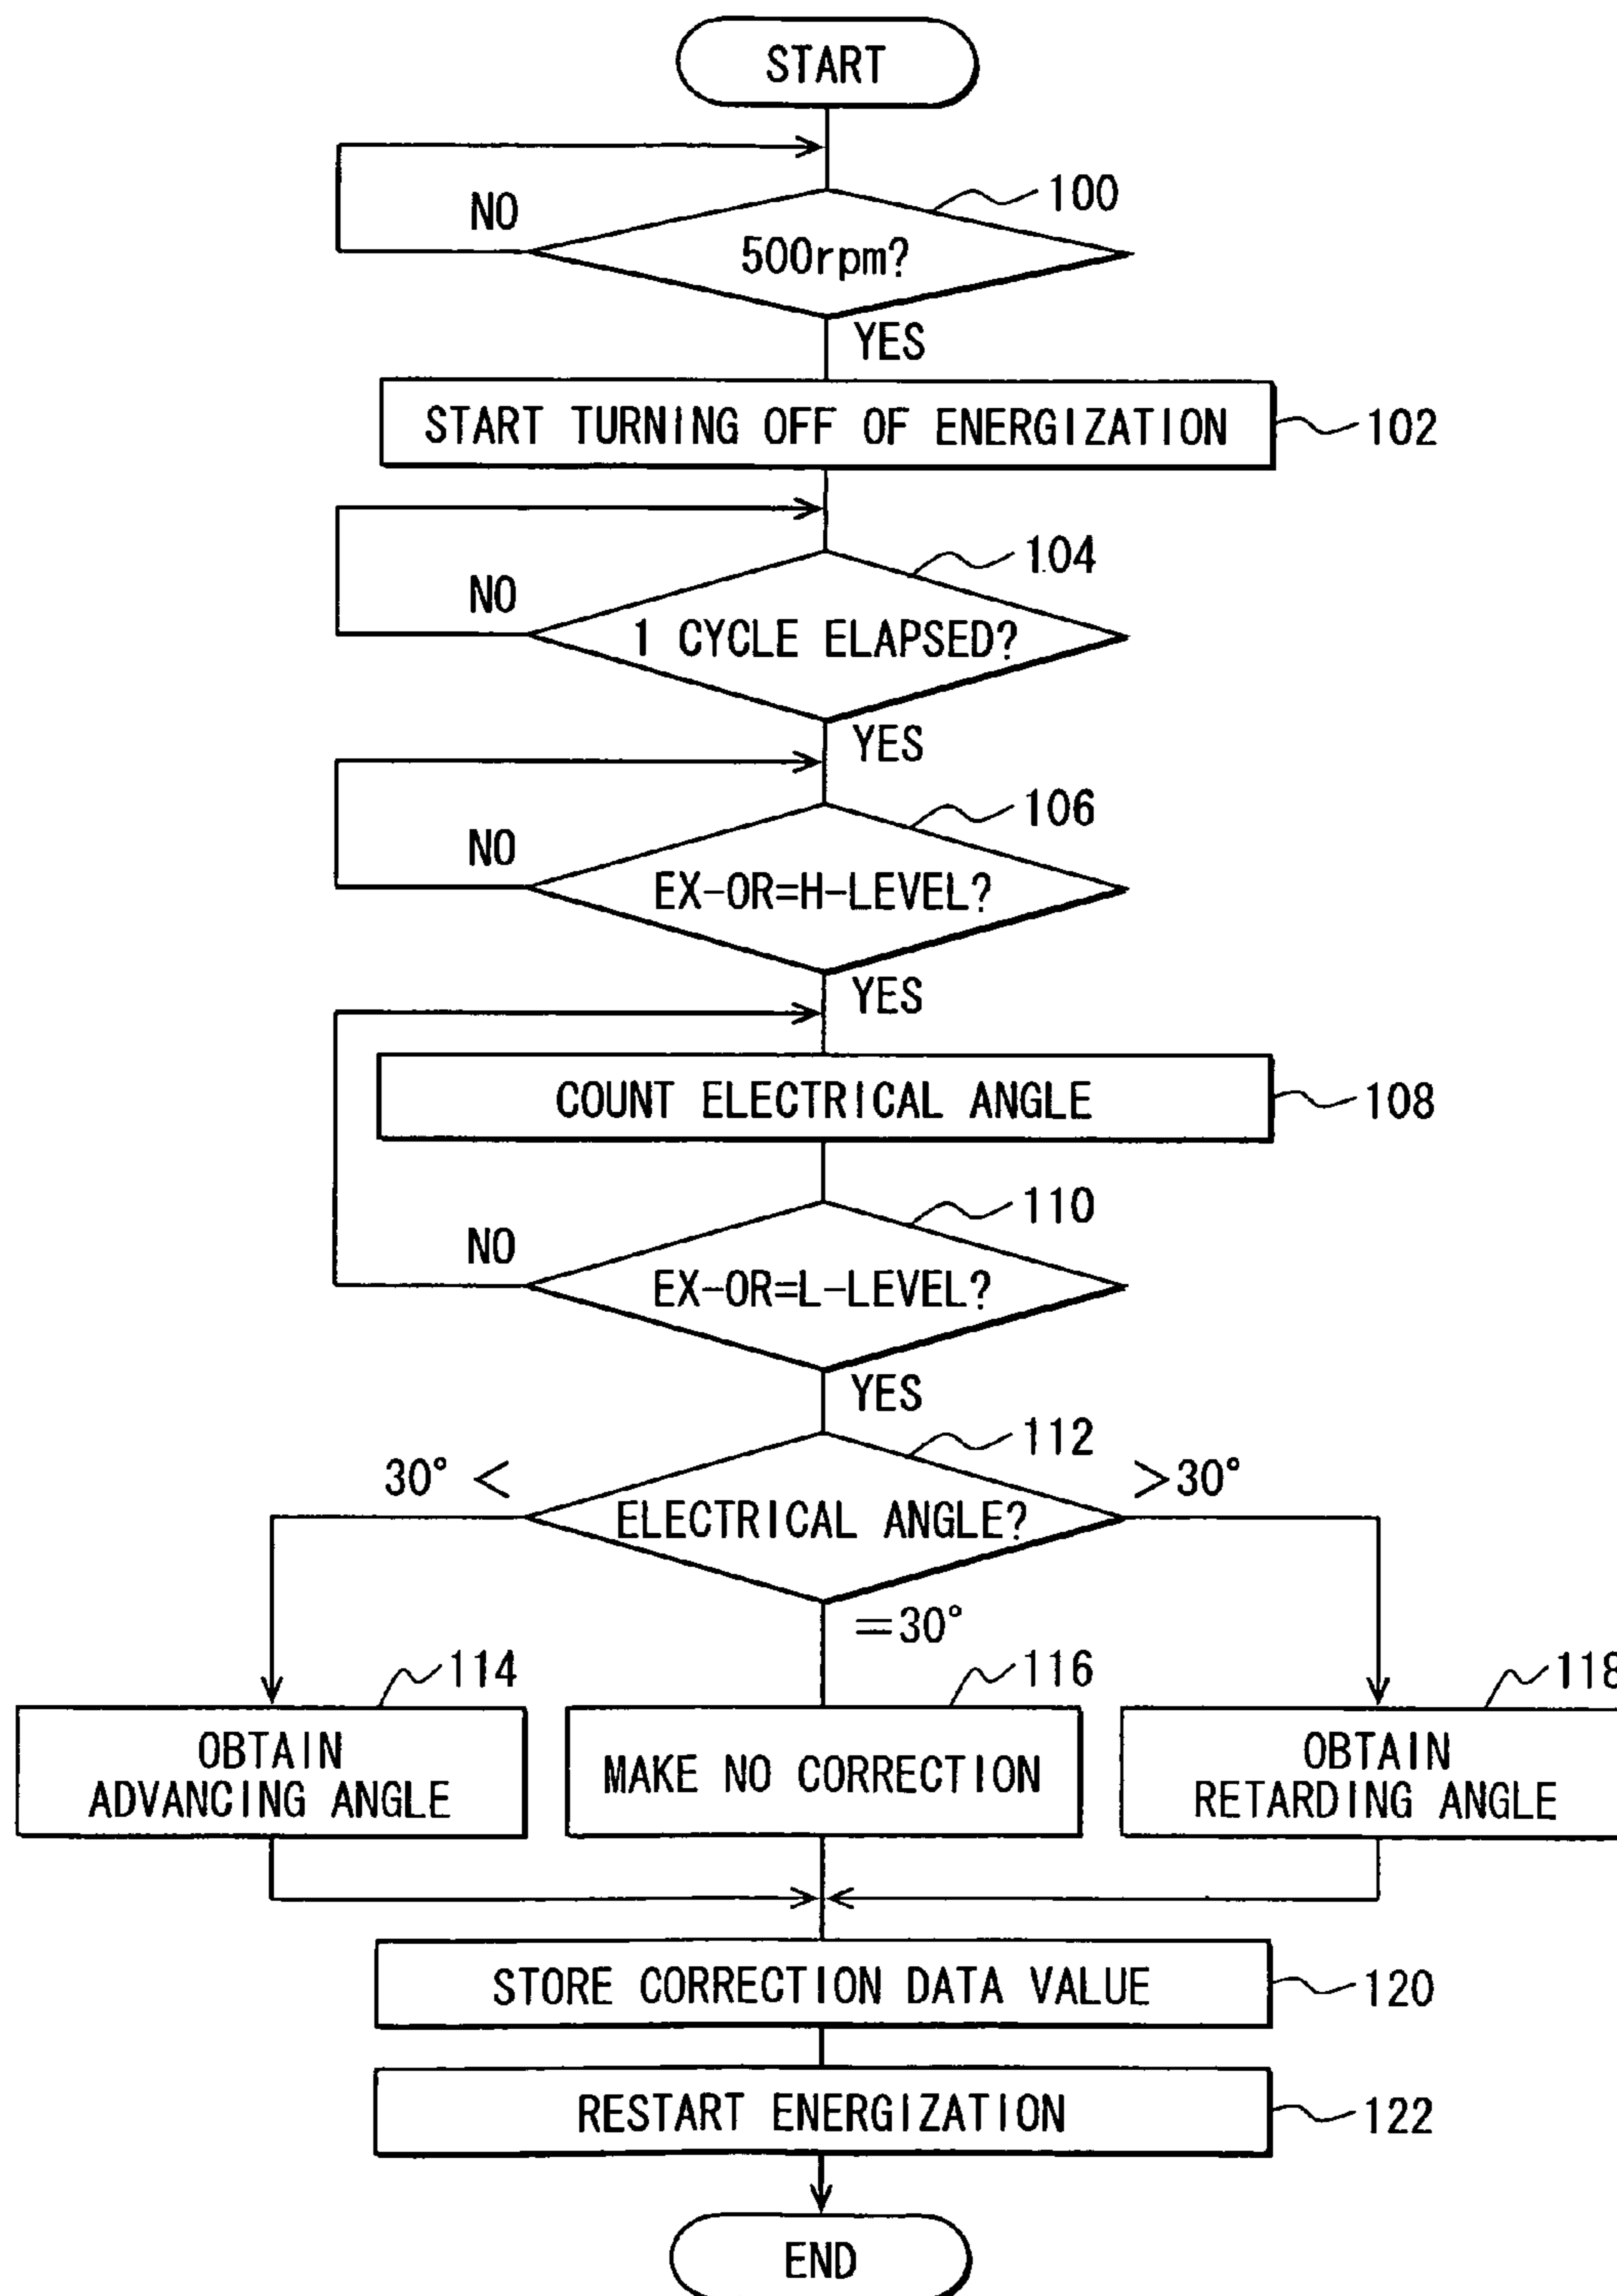 START
NO
100
500rpm?
YES
START TURNING OFF OF ENERGIZATION
102
104
NO
1 CYCLE ELAPSED?
YES
106
NO
EX-OR=H-LEVEL?
YES
COUNT ELECTRICAL ANGLE
108
110
NO
EX-OR=L-LEVEL?
YES
112
30° <
>30°
ELECTRICAL ANGLE?
=30°
114
116
118
OBTAIN
ADVANCING ANGLE
MAKE NO CORRECTION
OBTAIN
RETARDING ANGLE
STORE CORRECTION DATA VALUE
120
RESTART ENERGIZATION
122
END